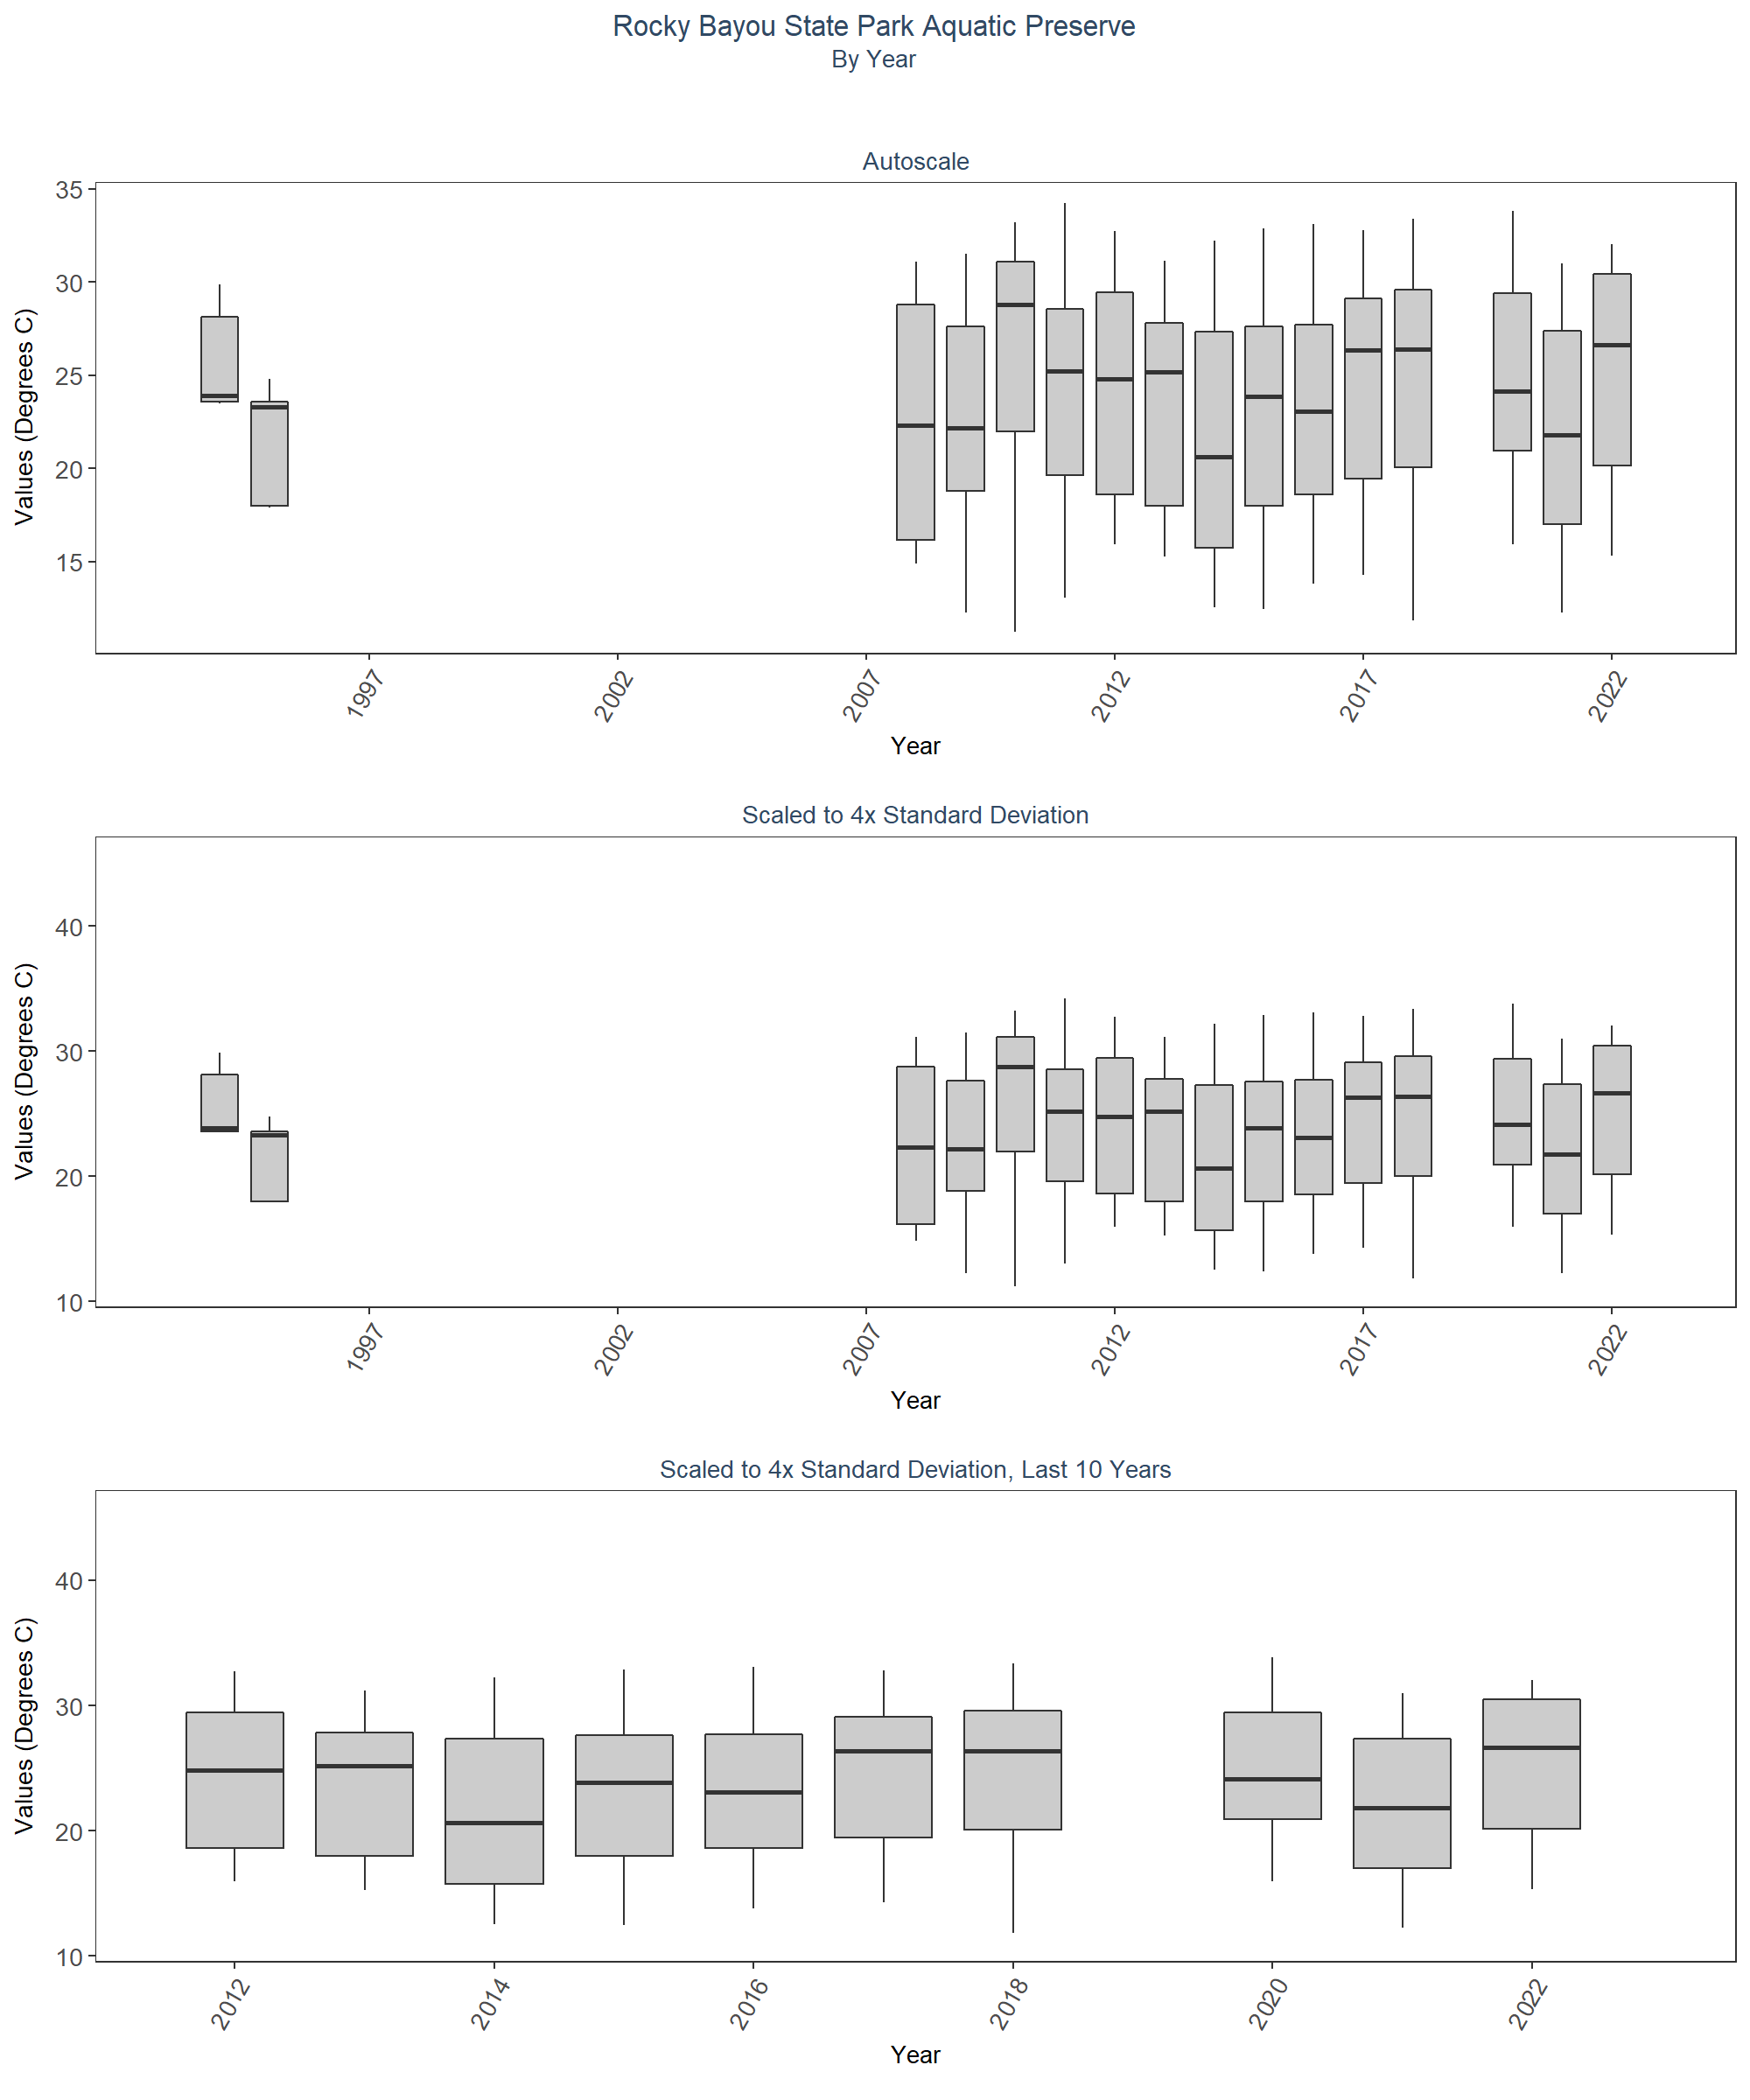 Rocky Bayou State Park Aquatic Preserve
By Year
Autoscale
Values (Degrees C)
35
30
25
20
15
1997
2002
2007
2012
2017
2022
Year
Scaled to 4x Standard Deviation
Values (Degrees C)
40
30
20
10
1997
2002
2007
2012
2017
2022
Year
Scaled to 4x Standard Deviation, Last 10 Years
Values (Degrees C)
40
30
20
10
2012
2014
2016
2018
2020
2022
Year